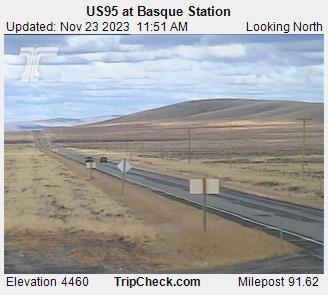 US95 at Basque Station
Updated: Nov 23 2023 11:51 AM Looking North
Elevation 4460 TripCheck.com Milepost 91.62